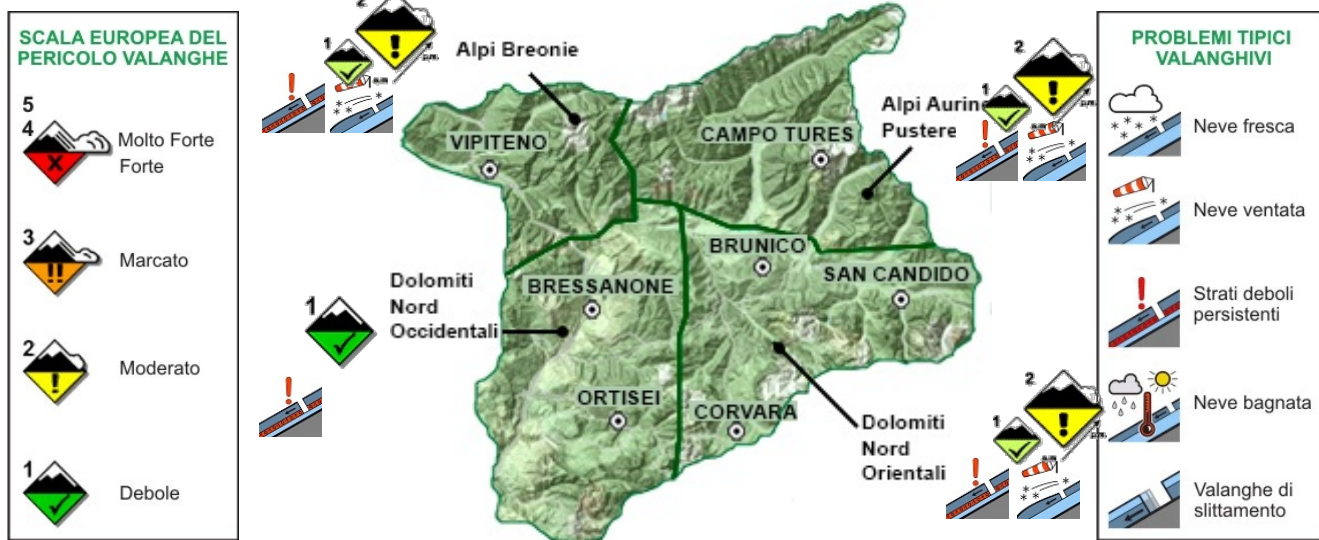 SCALA EUROPEA DEL
PERICOLO VALANGHE
5
4
Molto Forte
Forte
3
Marcato
2
Moderato
1
Debole
2
1
Alpi Breonie
VIPITENO
CAMPO TURES
Alpi Aurine
Pustere
2
1
BRUNICO
SAN CANDIDO
Dolomiti
Nord
Occidentali
BRESSANONE
1
ORTISEI
CORVARA
Dolomiti
Nord
Orientali
2
1
PROBLEMI TIPICI
VALANGHIVI
Neve fresca
Neve ventata
Strati deboli
persistenti
Neve bagnata
Valanghe di
slittamento